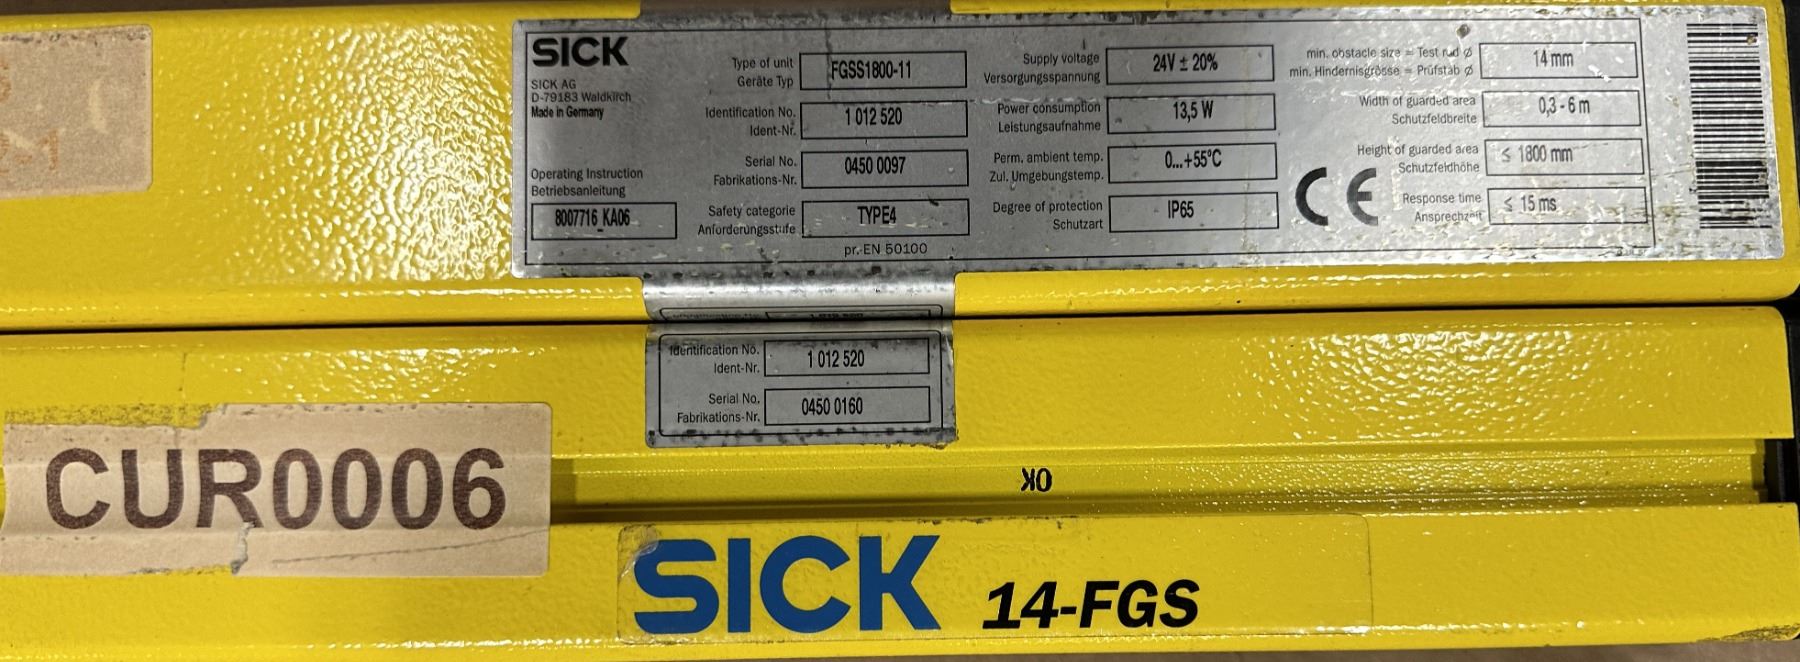 SICK
SICK AG
D-79183 Waldkirch
Made in Germany
Operating Instruction
Betriebsanleitung
8007716 KA06
Type of unit
Geräte Typ
FGSS1800-11
Identification No.
Ident-Nr.
1 012 520
Serial No.
Fabrikations-Nr.
0450 0097
Safety categorie
Anforderungsstufe
TYPE4
pr. EN 50100
Supply voltage
Versorgungsspannung
24V ± 20%
Power consumption
Leistungsaufnahme
13,5 W
Perm. ambient temp.
Zul. Umgebungstemp.
0...+55°C
Degree of protection
Schutzart
IP65
min. obstacle size = Test rod Ø
min. Hindernisgrösse = Prüfstab Ø
14 mm
Width of guarded area
Schutzfeldbreite
0,3 - 6 m
Height of guarded area
Schutzfeldhöhe
≤ 1800 mm
CE
Response time
Ansprechzeit
≤ 15 ms
Identification No.
Ident-Nr.
1 012 520
Serial No.
Fabrikations-Nr.
0450 0160
CUR0006
OK
SICK 14-FGS